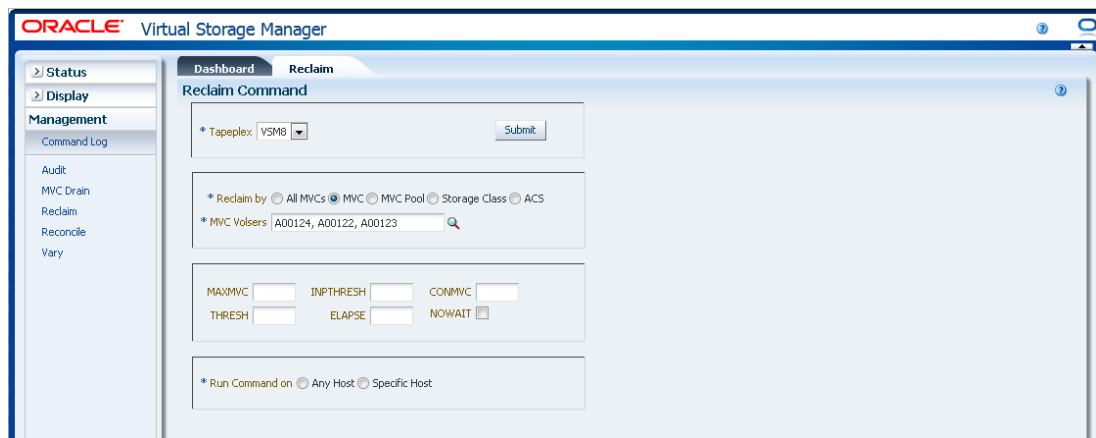 ORACLE Virtual Storage Manager
Status
Display
Management
Command Log
Audit
MVC Drain
Reclaim
Reconcile
Vary
Dashboard Reclaim
Reclaim Command
* Tapeplex VSM8 Submit
* Reclaim by All MVCs MVC MVC Pool Storage Class ACS
* MVC Volsers A00124, A00122, A00123
MAXMVC INPTHRESH CONMVC
THRESH ELAPSE NOWAIT
* Run Command on Any Host Specific Host